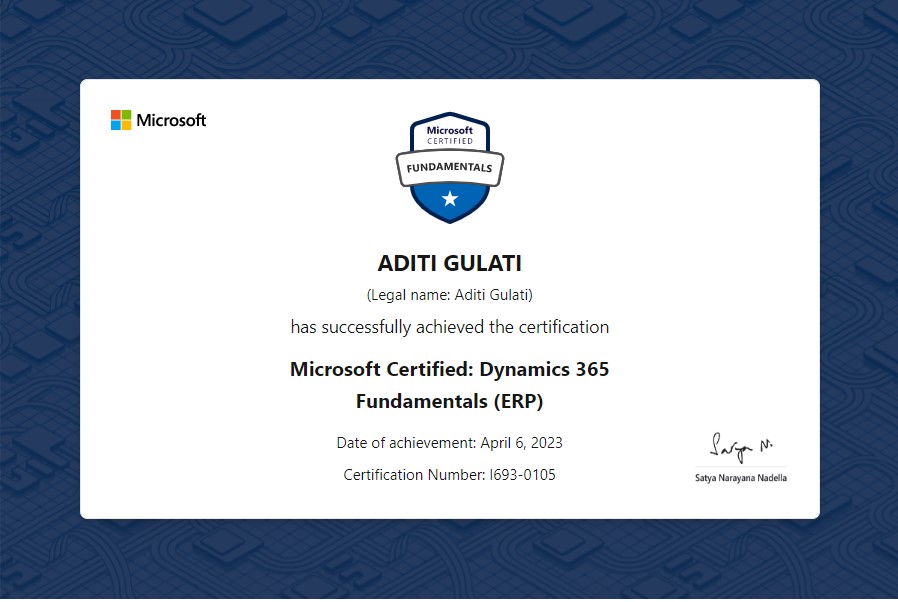 Microsoft
Microsoft
CERTIFIED
FUNDAMENTALS
ADITI GULATI
(Legal name: Aditi Gulati)
has successfully achieved the certification
Microsoft Certified: Dynamics 365
Fundamentals (ERP)
Date of achievement: April 6, 2023
Certification Number: I693-0105
Satya N.
Satya Narayana Nadella